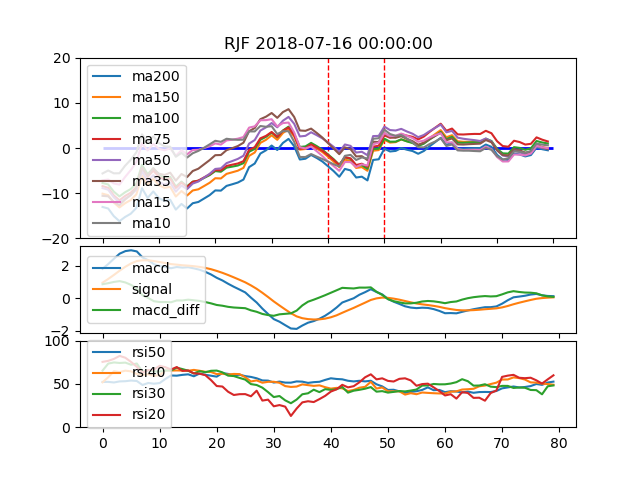 RJF 2018-07-16 00:00:00
20
10
0
−10
−20
ma200
ma150
ma100
ma75
ma50
ma35
ma15
ma10
2
0
−2
macd
signal
macd_diff
100
50
0
rsi50
rsi40
rsi30
rsi20
0 10 20 30 40 50 60 70 80